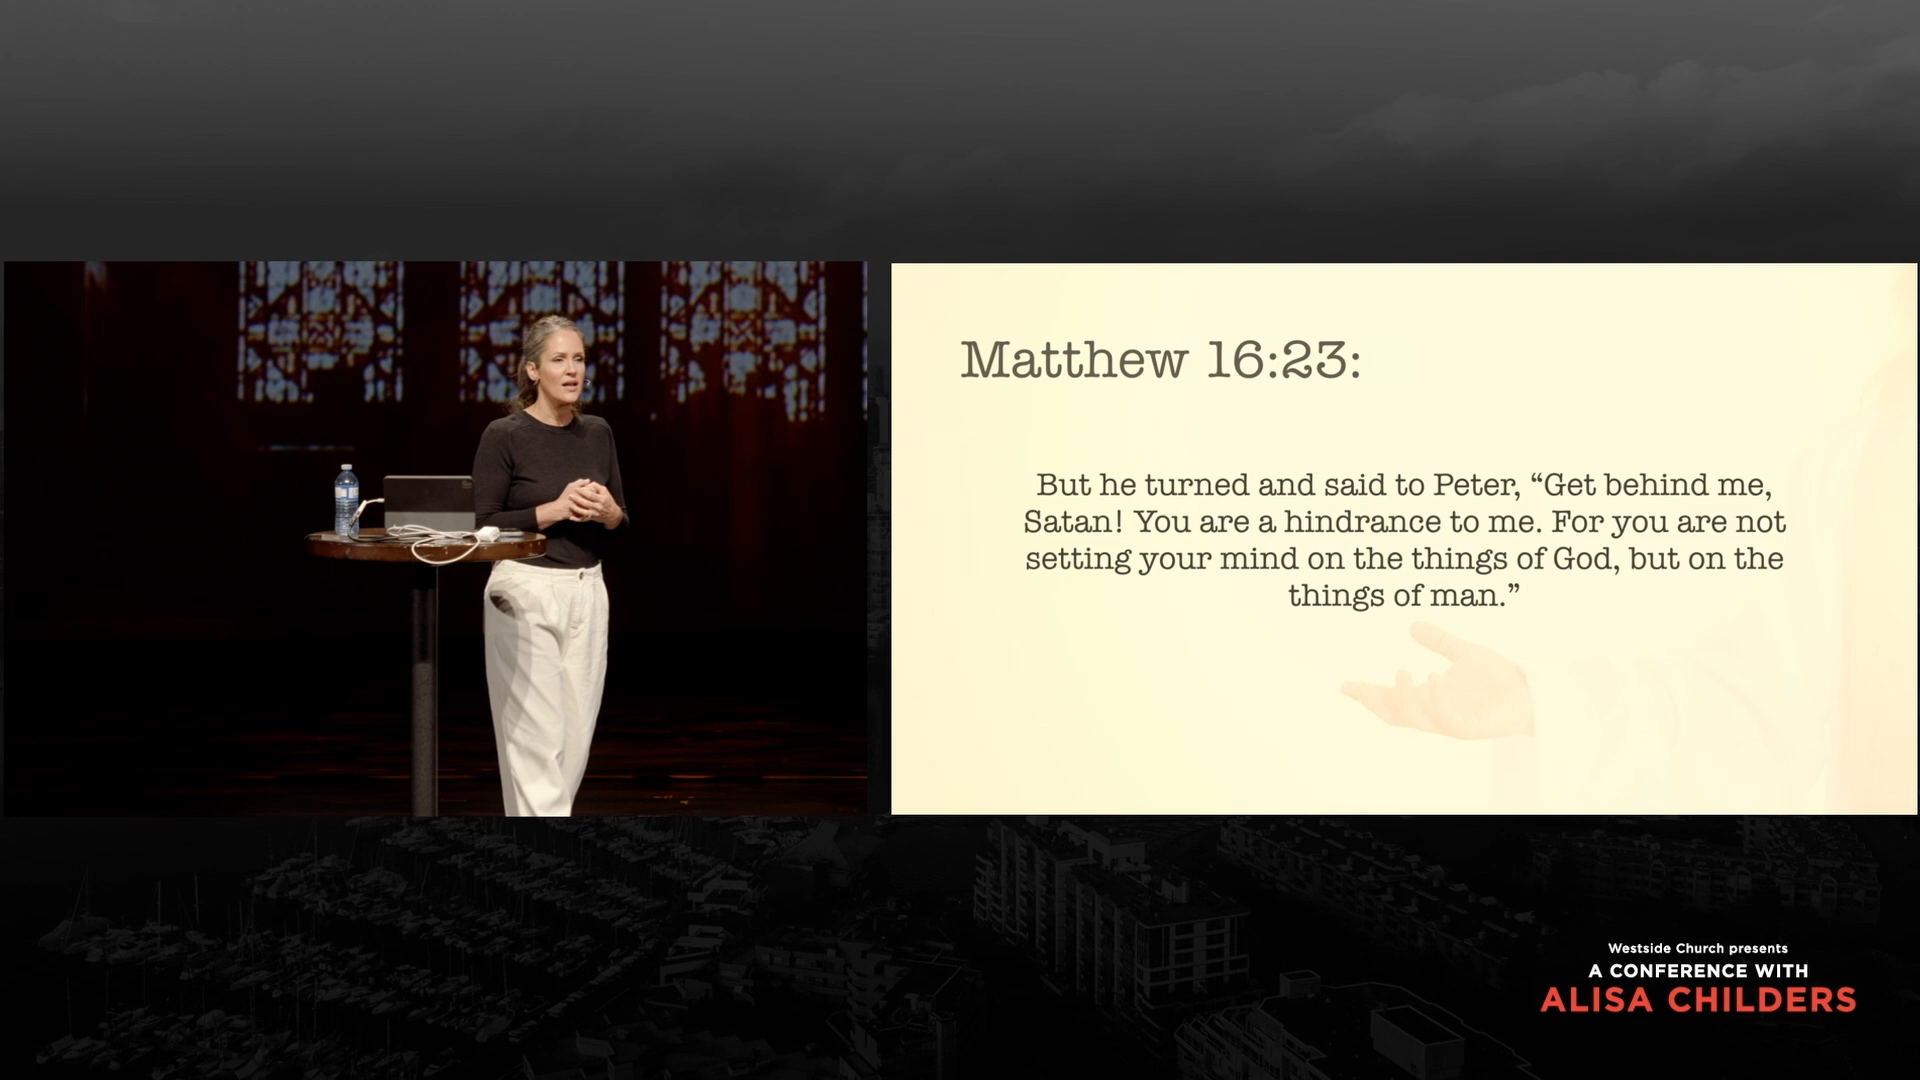 Matthew 16:23:
But he turned and said to Peter, “Get behind me,
Satan! You are a hindrance to me. For you are not
setting your mind on the things of God, but on the
things of man.”
Westside Church presents
A CONFERENCE WITH
ALISA CHILDERS